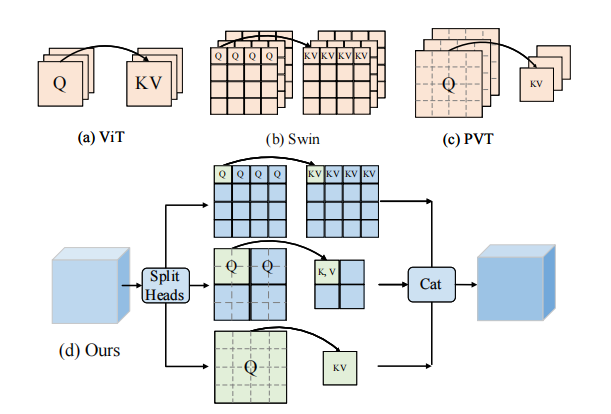 Q KV
(a) ViT
Q Q Q Q KV KV KV KV
(b) Swin
Q KV
(c) PVT
Q Q Q Q KV KV KV KV
Q Q K, V
Split
Heads
Cat
(d) Ours
Q KV